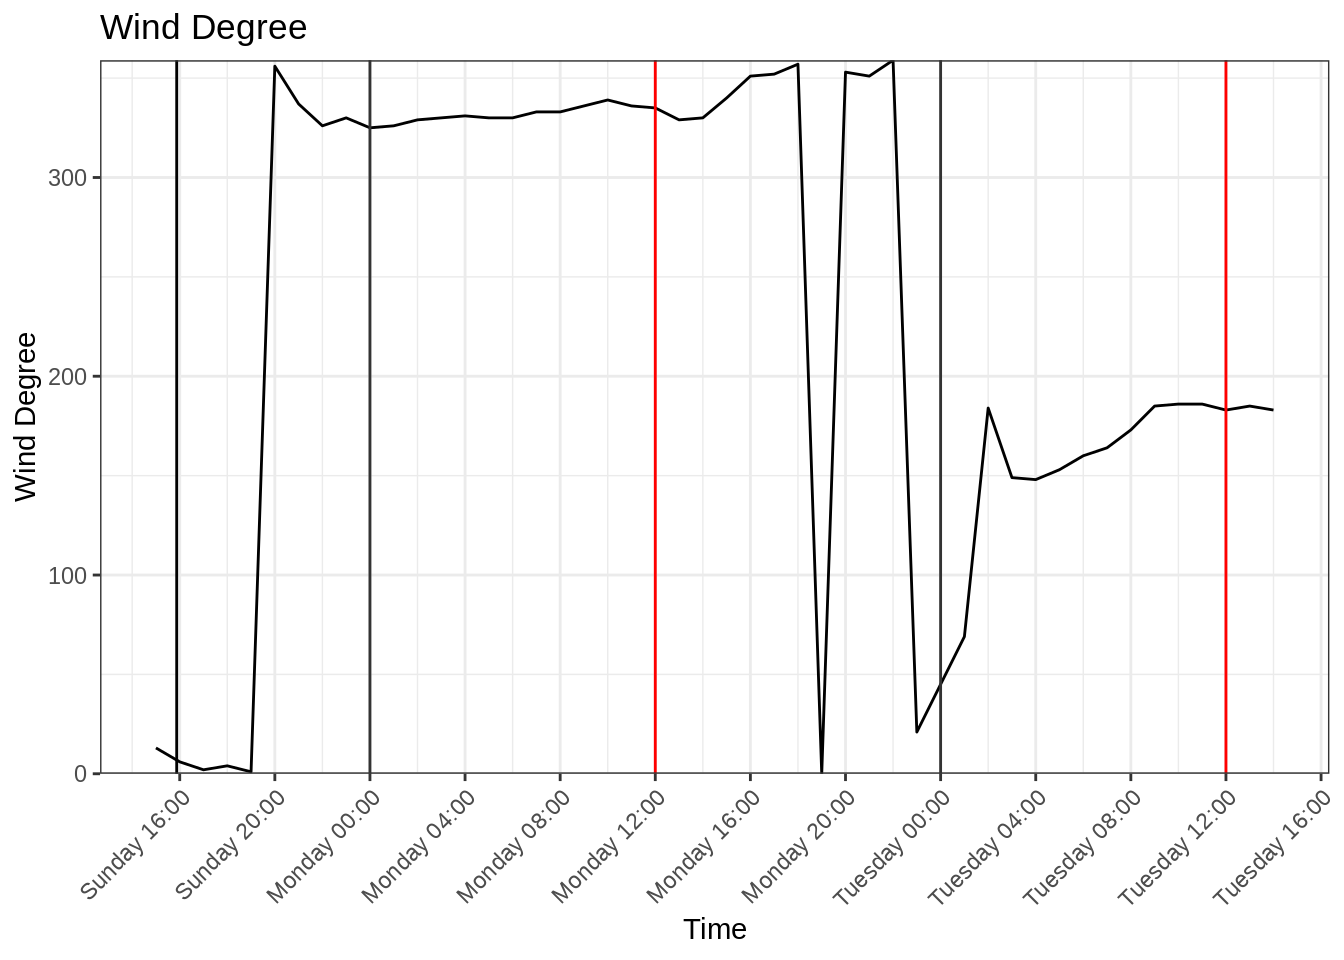 Wind Degree
Wind Degree
300
200
100
0
Sunday 16:00
Sunday 20:00
Monday 00:00
Monday 04:00
Monday 08:00
Monday 12:00
Monday 16:00
Monday 20:00
Tuesday 00:00
Tuesday 04:00
Tuesday 08:00
Tuesday 12:00
Tuesday 16:00
Time